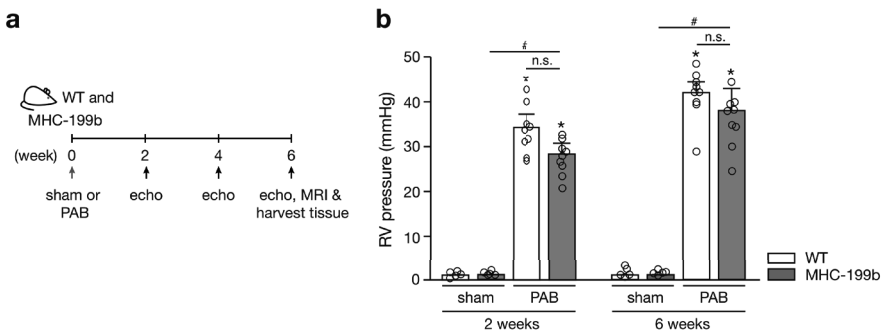 a
WT and
MHC-199b
(week) 0 2 4 6
sham or
PAB
echo
echo
echo, MRI &
harvest tissue
b
RV pressure (mmHg)
50
40
30
20
10
0
#
n.s.
*
*
#
n.s.
*
*
sham
PAB
sham
PAB
2 weeks
6 weeks
WT
MHC-199b